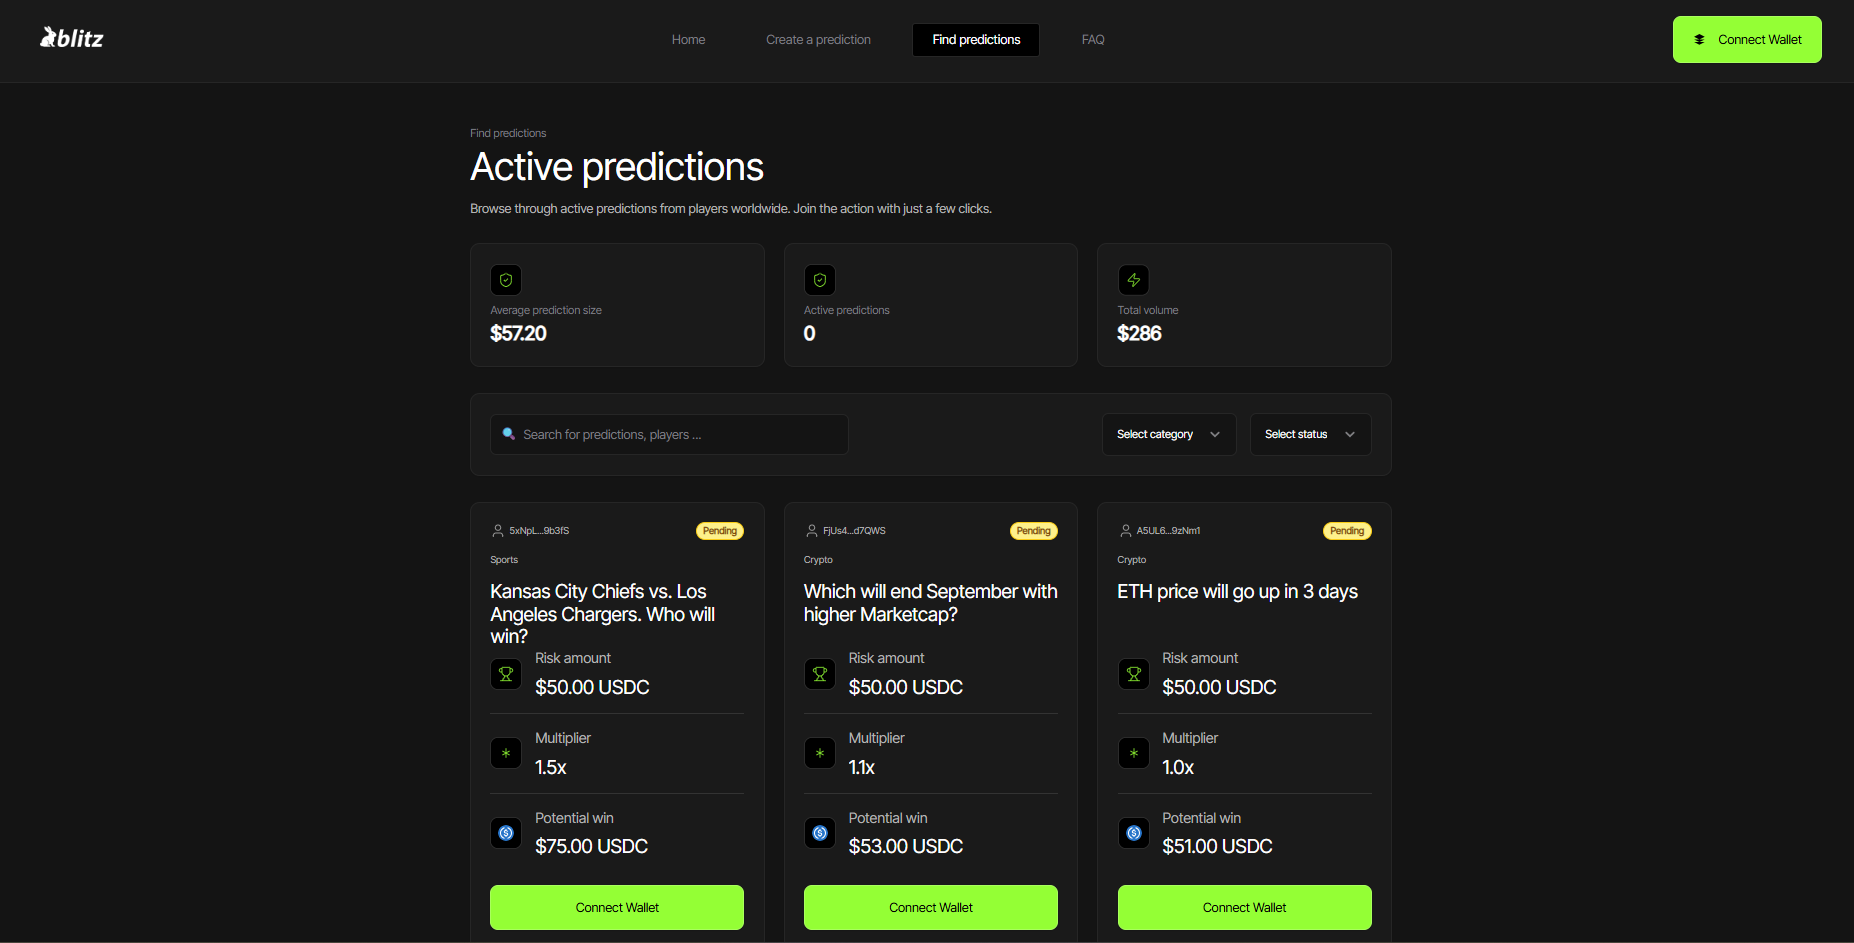 blitz
Home
Create a prediction
Find predictions
FAQ
Connect Wallet
Find predictions
Active predictions
Browse through active predictions from players worldwide. Join the action with just a few clicks.
Average prediction size
$57.20
Active predictions
0
Total volume
$286
Search for predictions, players ...
Select category
Select status
5xNpL...9b3fS
Pending
Sports
Kansas City Chiefs vs. Los
Angeles Chargers. Who will
win?
Risk amount
$50.00 USDC
Multiplier
1.5x
Potential win
$75.00 USDC
Connect Wallet
FjUs4...d7QWS
Pending
Crypto
Which will end September with
higher Marketcap?
Risk amount
$50.00 USDC
Multiplier
1.1x
Potential win
$53.00 USDC
Connect Wallet
A5UL6...9zNm1
Pending
Crypto
ETH price will go up in 3 days
Risk amount
$50.00 USDC
Multiplier
1.0x
Potential win
$51.00 USDC
Connect Wallet